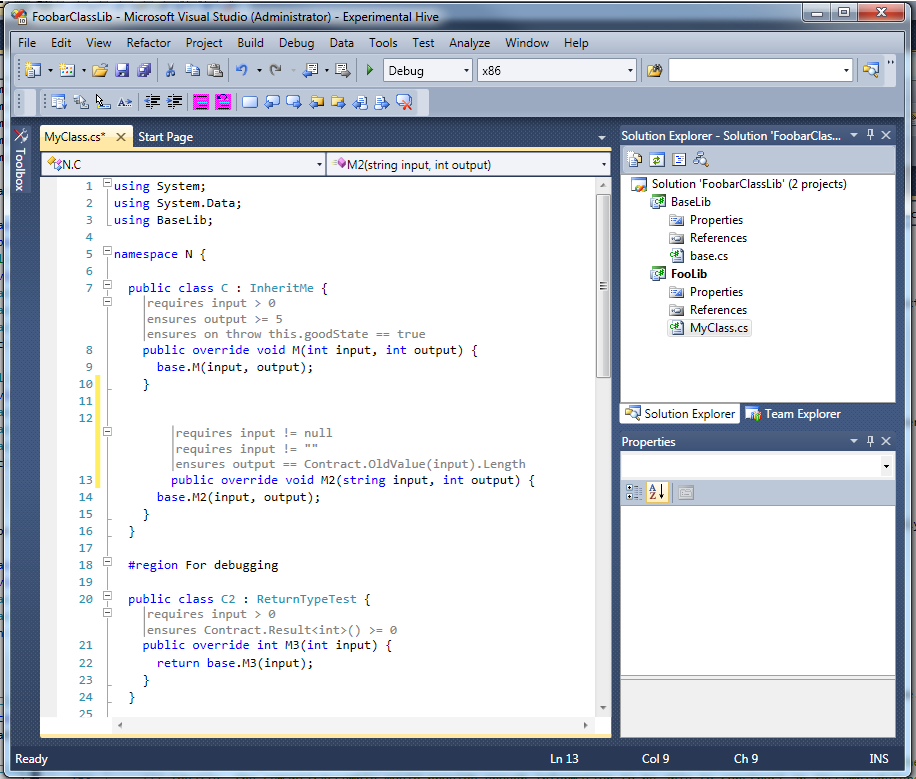 FoobarClassLib - Microsoft Visual Studio (Administrator) - Experimental Hive
File Edit View Refactor Project Build Debug Data Tools Test Analyze Window Help
Debug x86
Toolbox
MyClass.cs* Start Page
N.C M2(string input, int output)
1 using System;
2 using System.Data;
3 using BaseLib;
4
5 namespace N {
6
7 public class C : InheritMe {
requires input > 0
ensures output >= 5
ensures on throw this.goodState == true
8 public override void M(int input, int output) {
9 base.M(input, output);
10 }
11
12
requires input != null
requires input != ""
ensures output == Contract.OldValue(input).Length
13 public override void M2(string input, int output) {
14 base.M2(input, output);
15 }
16 }
17
18 #region For debugging
19
20 public class C2 : ReturnTypeTest {
requires input > 0
ensures Contract.Result<int>() >= 0
21 public override int M3(int input) {
22 return base.M3(input);
23 }
24 }
25
Solution Explorer - Solution 'FoobarClas...
Solution 'FoobarClassLib' (2 projects)
BaseLib
Properties
References
base.cs
FooLib
Properties
References
MyClass.cs
Solution Explorer Team Explorer
Properties
Ready Ln 13 Col 9 Ch 9 INS